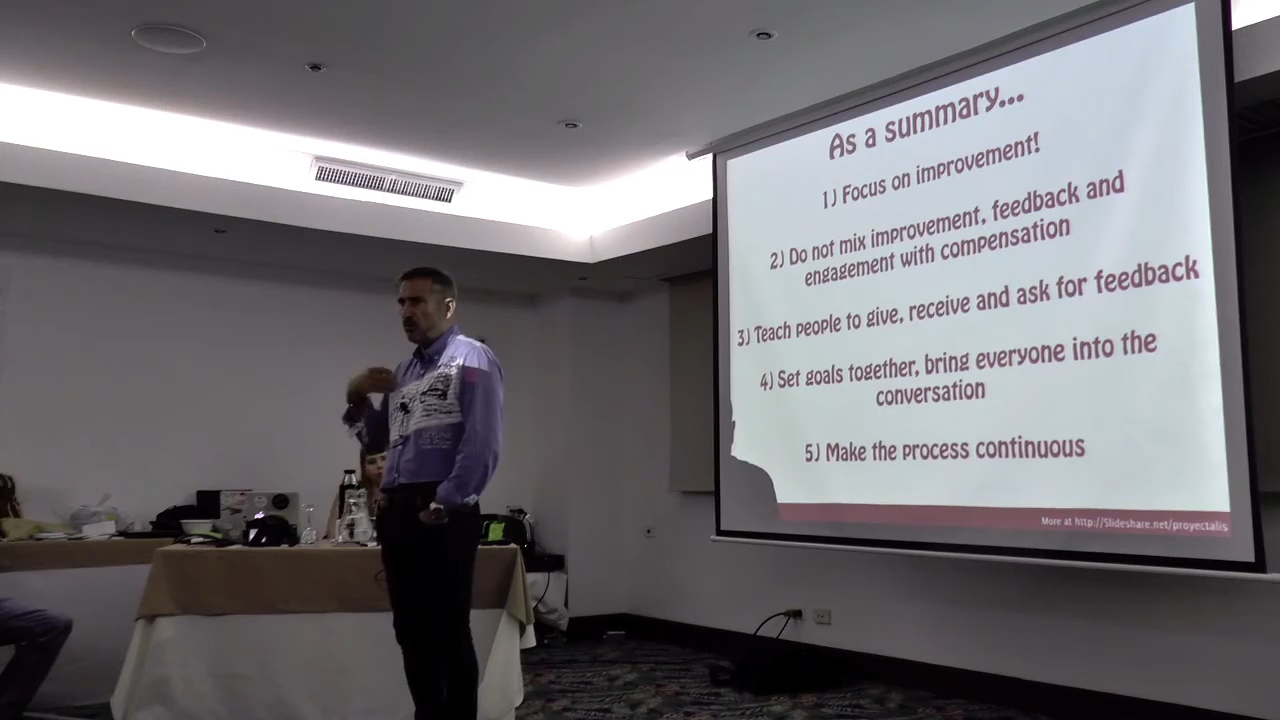 As a summary...
1) Focus on improvement!
2) Do not mix improvement, feedback and
engagement with compensation
3) Teach people to give, receive and ask for feedback
4) Set goals together, bring everyone into the
conversation
5) Make the process continuous
More at http://Slideshare.net/proyectalis